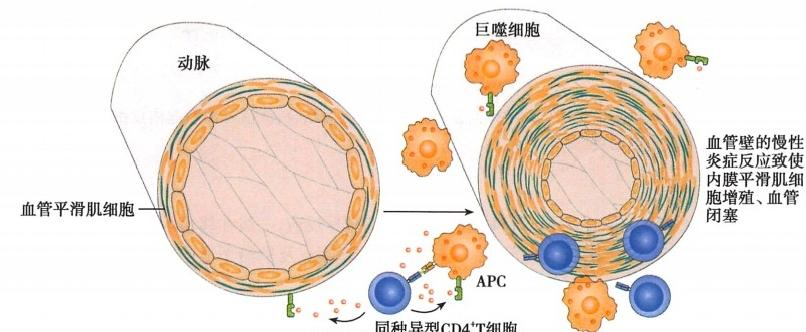 动脉
巨噬细胞
血管平滑肌细胞
血管壁的慢性
炎症反应致使
内膜平滑肌细
胞增殖、血管
闭塞
APC
同种异型CD4⁺T细胞